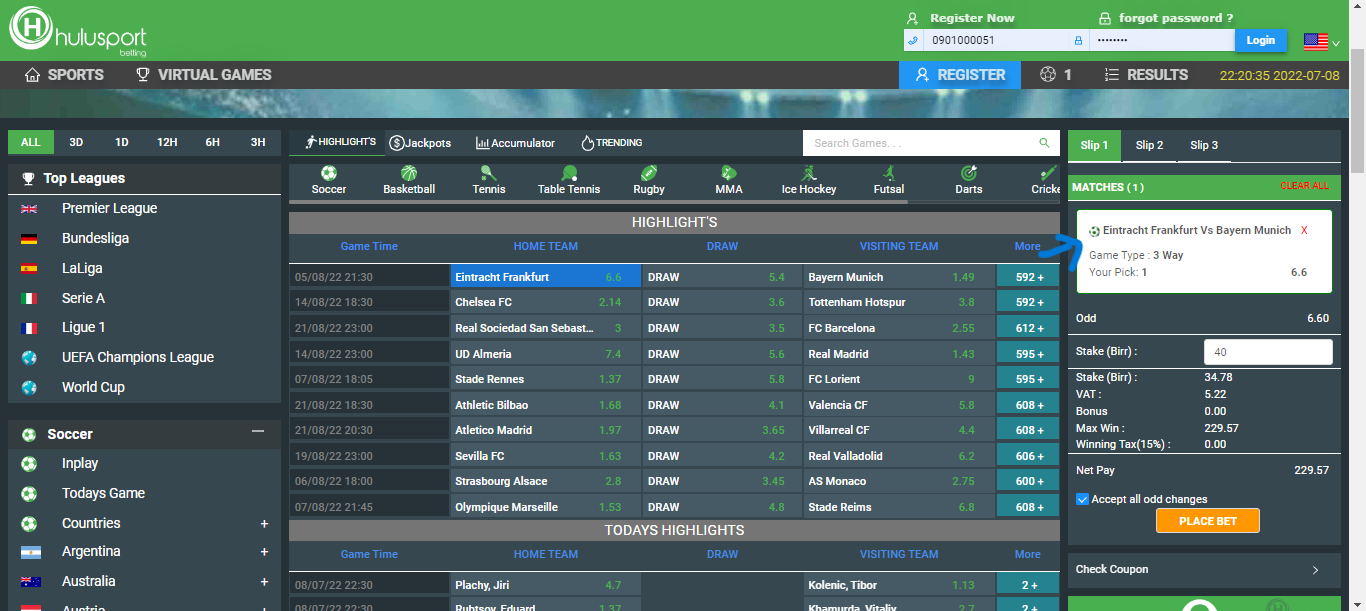 Register Now forgot password ?
H hulusport
betting
0901000051 •••••••• Login
SPORTS VIRTUAL GAMES REGISTER 1 RESULTS 22:20:35 2022-07-08
ALL 3D 1D 12H 6H 3H
Top Leagues
Premier League
Bundesliga
LaLiga
Serie A
Ligue 1
UEFA Champions League
World Cup
Soccer
Inplay
Todays Game
Countries +
Argentina +
Australia +
HIGHLIGHT'S Jackpots Accumulator TRENDING Search Games. . .
Soccer Basketball Tennis Table Tennis Rugby MMA Ice Hockey Futsal Darts Cricke
HIGHLIGHT'S
Game Time HOME TEAM DRAW VISITING TEAM More
05/08/22 21:30 Eintracht Frankfurt 6.6 DRAW 5.4 Bayern Munich 1.49 592 +
14/08/22 18:30 Chelsea FC 2.14 DRAW 3.6 Tottenham Hotspur 3.8 592 +
21/08/22 23:00 Real Sociedad San Sebast... 3 DRAW 3.5 FC Barcelona 2.55 612 +
14/08/22 23:00 UD Almeria 7.4 DRAW 5.6 Real Madrid 1.43 595 +
07/08/22 18:05 Stade Rennes 1.37 DRAW 5.8 FC Lorient 9 595 +
21/08/22 18:30 Athletic Bilbao 1.68 DRAW 4.1 Valencia CF 5.8 608 +
21/08/22 20:30 Atletico Madrid 1.97 DRAW 3.65 Villarreal CF 4.4 608 +
19/08/22 23:00 Sevilla FC 1.63 DRAW 4.2 Real Valladolid 6.2 606 +
06/08/22 18:00 Strasbourg Alsace 2.8 DRAW 3.45 AS Monaco 2.75 600 +
07/08/22 21:45 Olympique Marseille 1.53 DRAW 4.8 Stade Reims 6.8 608 +
TODAYS HIGHLIGHTS
Game Time HOME TEAM DRAW VISITING TEAM More
08/07/22 22:30 Plachy, Jiri 4.7 Kolenic, Tibor 1.13 2 +
08/07/22 22:30 Rubtsov, Eduard 1.37 Khamurda, Vitaliy 2.7 2 +
Slip 1 Slip 2 Slip 3
MATCHES ( 1 ) CLEAR ALL
Eintracht Frankfurt Vs Bayern Munich X
Game Type : 3 Way
Your Pick: 1 6.6
Odd 6.60
Stake (Birr) : 40
Stake (Birr) : 34.78
VAT : 5.22
Bonus 0.00
Max Win : 229.57
Winning Tax(15%) : 0.00
Net Pay 229.57
Accept all odd changes
PLACE BET
Check Coupon